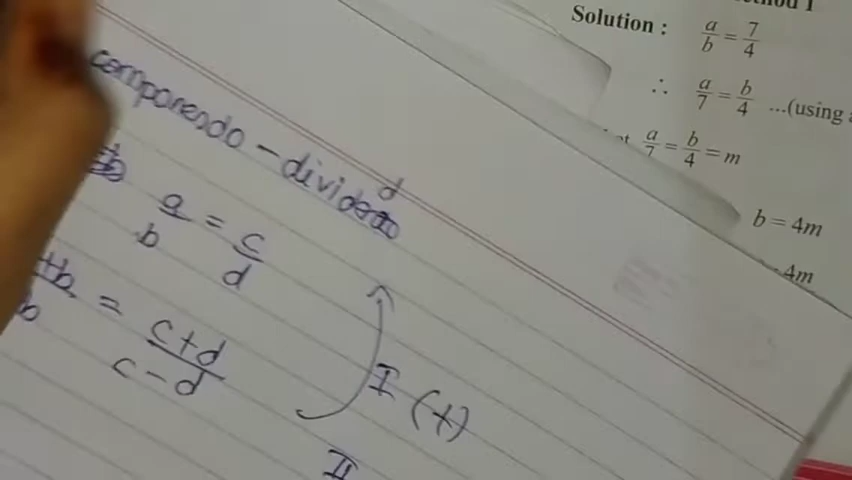 componendo - dividendo
a/b = c/d
+b/b = c+d/c-d
I (+)
II
Solution : a/b = 7/4
∴ a/7 = b/4 ...(using
a/7 = b/4 = m
b = 4m
4m